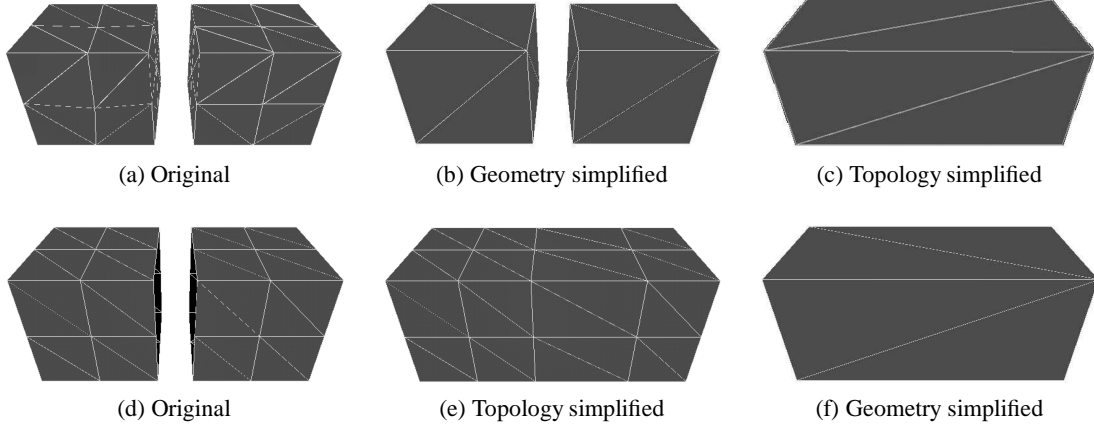 (a) Original
(b) Geometry simplified
(c) Topology simplified
(d) Original
(e) Topology simplified
(f) Geometry simplified